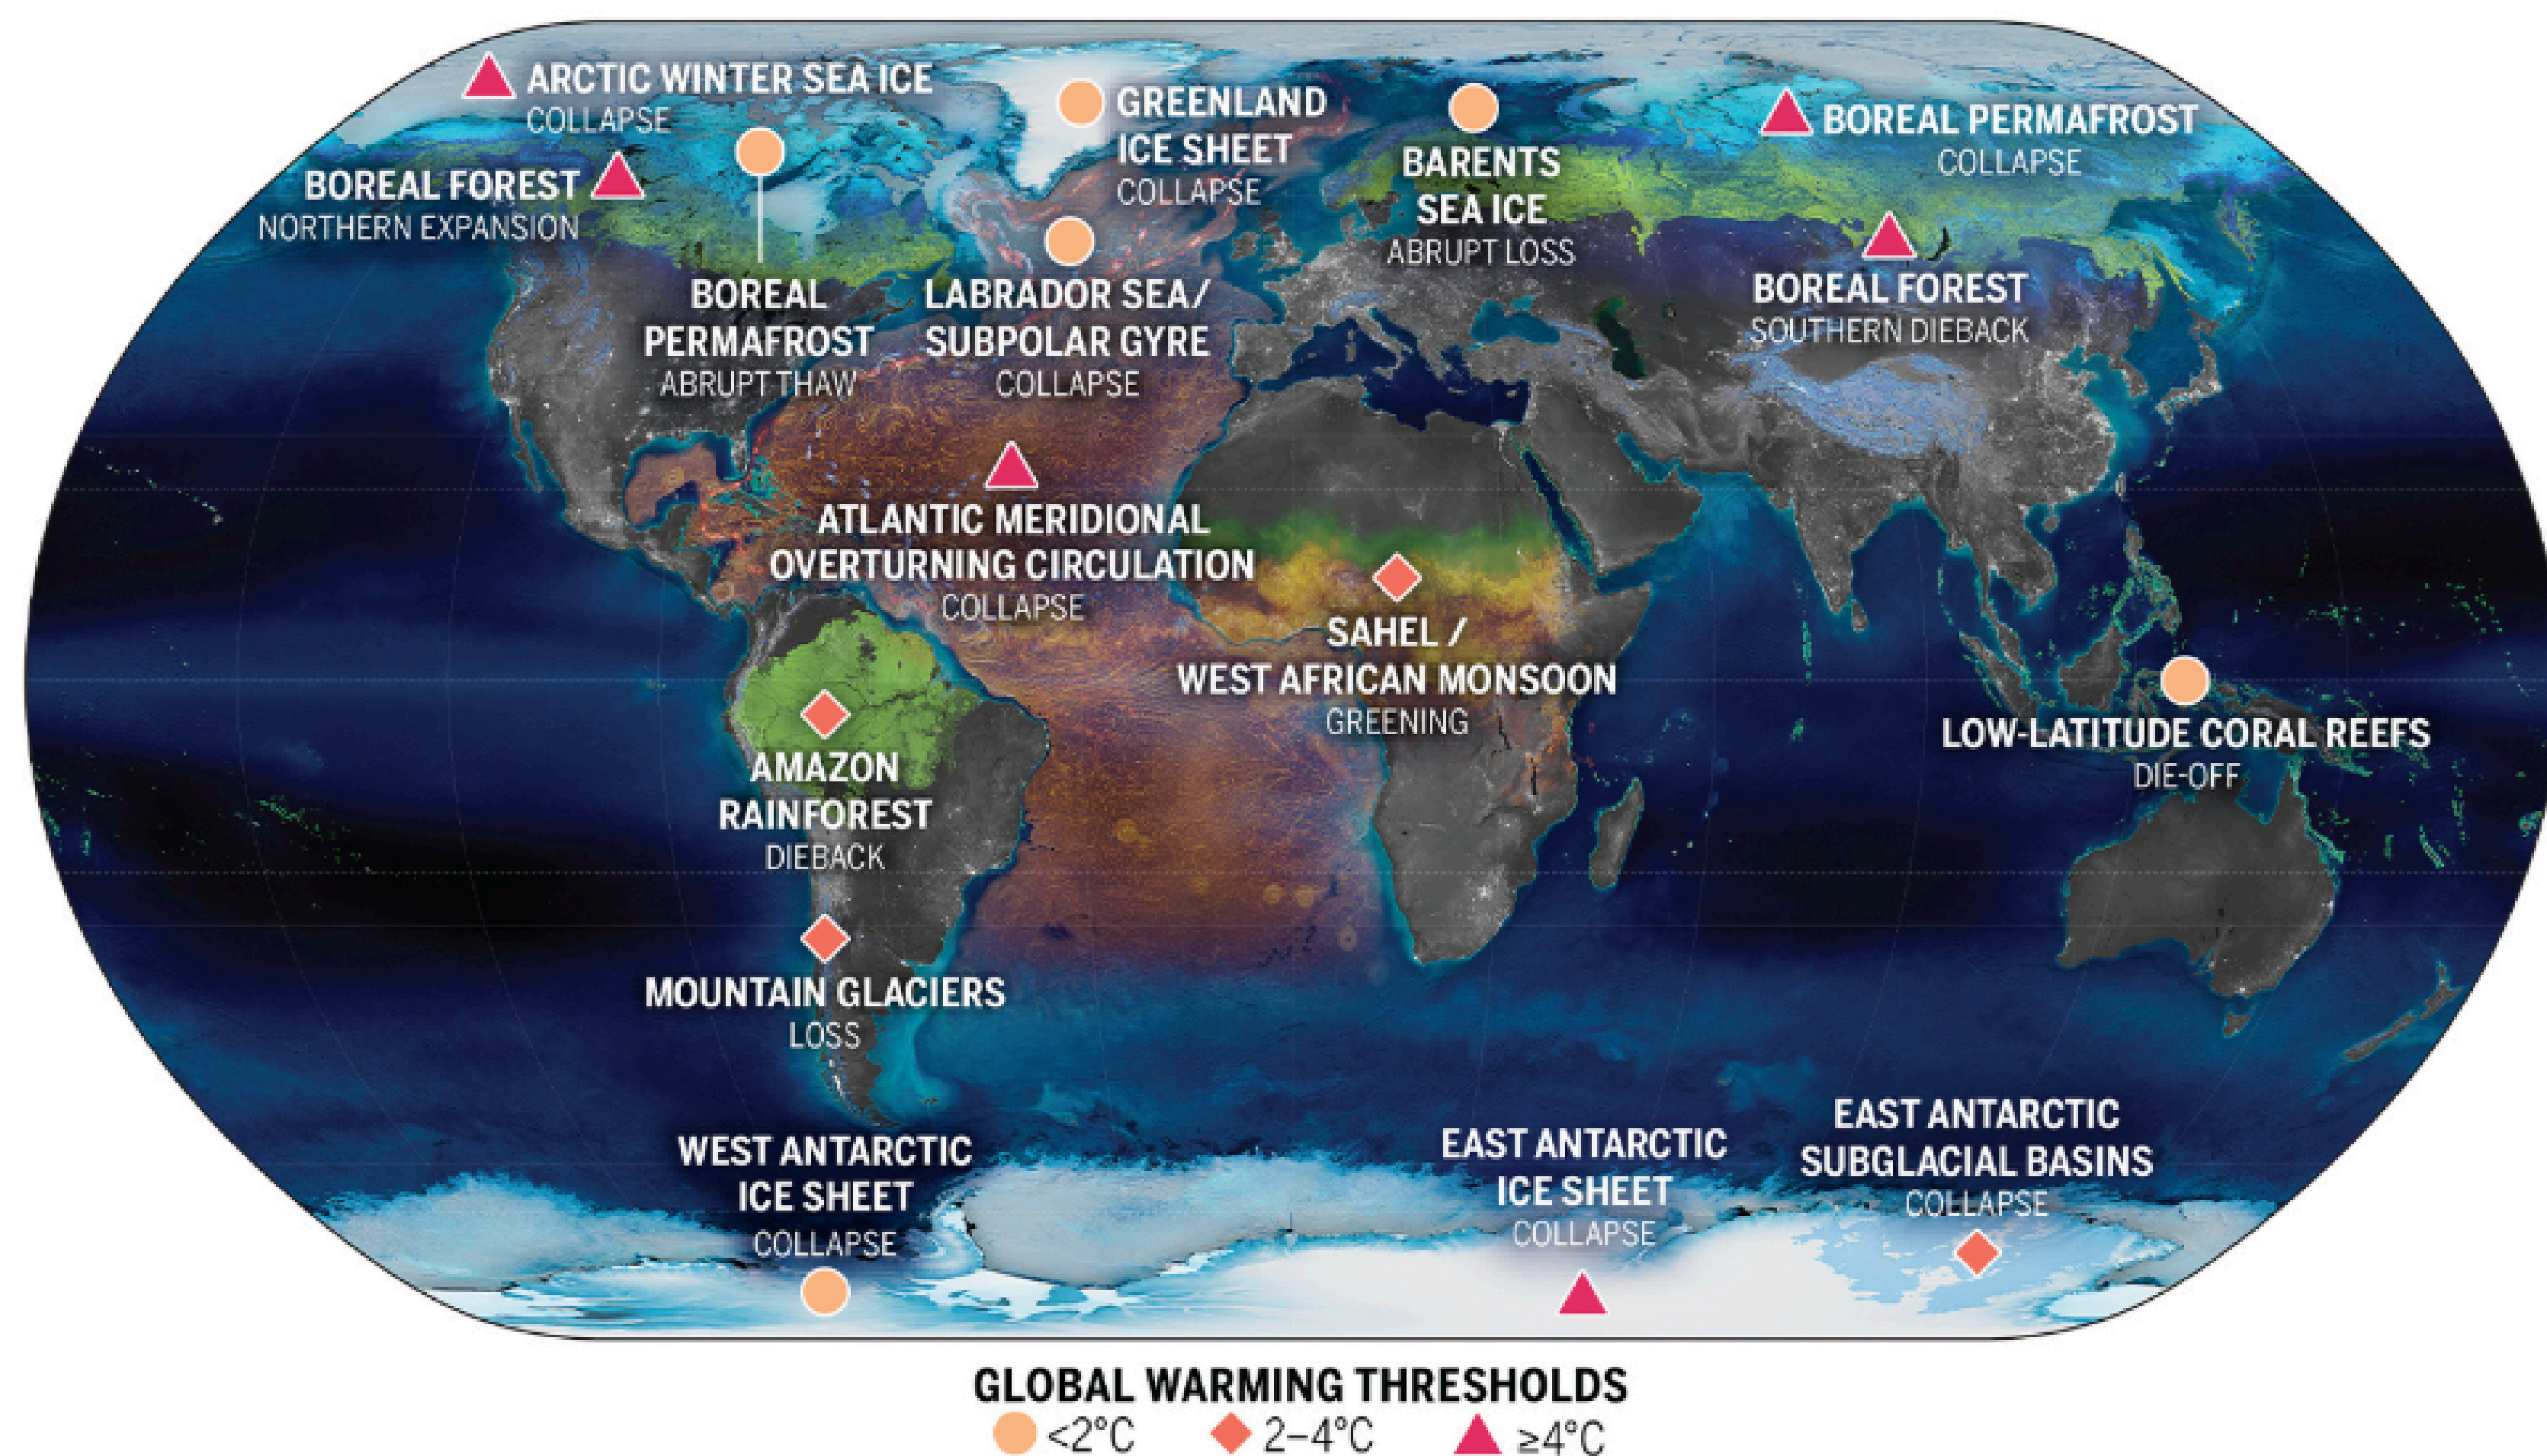 ARCTIC WINTER SEA ICE
COLLAPSE
BOREAL FOREST
NORTHERN EXPANSION
BOREAL
PERMAFROST
ABRUPT THAW
GREENLAND
ICE SHEET
COLLAPSE
LABRADOR SEA/
SUBPOLAR GYRE
COLLAPSE
BARENTS
SEA ICE
ABRUPT LOSS
BOREAL PERMAFROST
COLLAPSE
BOREAL FOREST
SOUTHERN DIEBACK
ATLANTIC MERIDIONAL
OVERTURNING CIRCULATION
COLLAPSE
SAHEL /
WEST AFRICAN MONSOON
GREENING
LOW-LATITUDE CORAL REEFS
DIE-OFF
AMAZON
RAINFOREST
DIEBACK
MOUNTAIN GLACIERS
LOSS
WEST ANTARCTIC
ICE SHEET
COLLAPSE
EAST ANTARCTIC
ICE SHEET
COLLAPSE
EAST ANTARCTIC
SUBGLACIAL BASINS
COLLAPSE
GLOBAL WARMING THRESHOLDS
<2°C 2–4°C ≥4°C